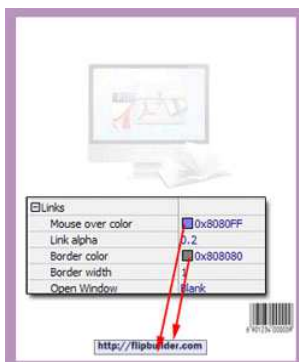 Links
Mouse over color 0x8080FF
Link alpha 0.2
Border color 0x808080
Border width 1
Open Window Blank
http://flipbuilder.com